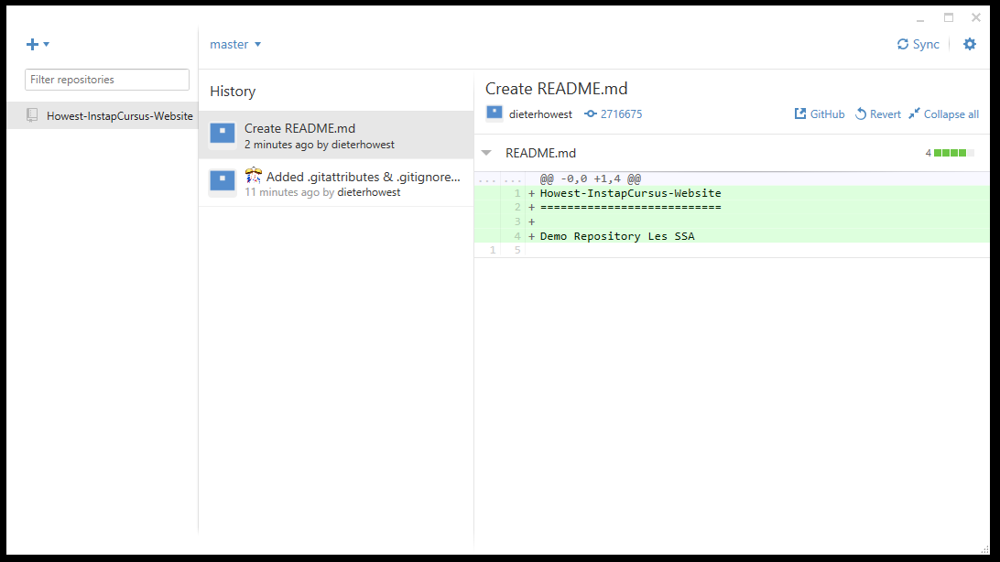 master
Sync
Filter repositories
Howest-InstapCursus-Website
History
Create README.md
2 minutes ago by dieterhowest
Added .gitattributes & .gitignore...
11 minutes ago by dieterhowest
Create README.md
dieterhowest 2716675 GitHub Revert Collapse all
README.md 4
... ... @@ -0,0 +1,4 @@
1 + Howest-InstapCursus-Website
2 + ===========================
3 +
4 + Demo Repository Les SSA
1 5